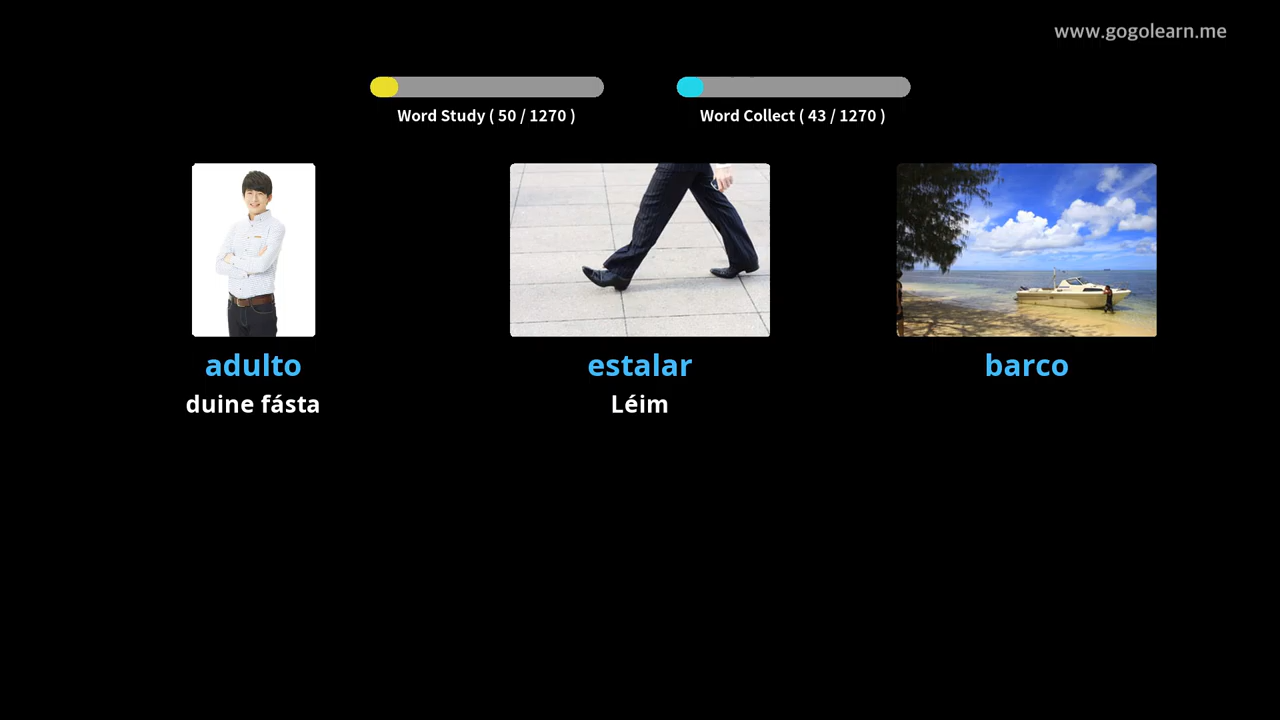 www.gogolearn.me
Word Study ( 50 / 1270 )
Word Collect ( 43 / 1270 )
adulto
estalar
barco
duine fásta
Léim